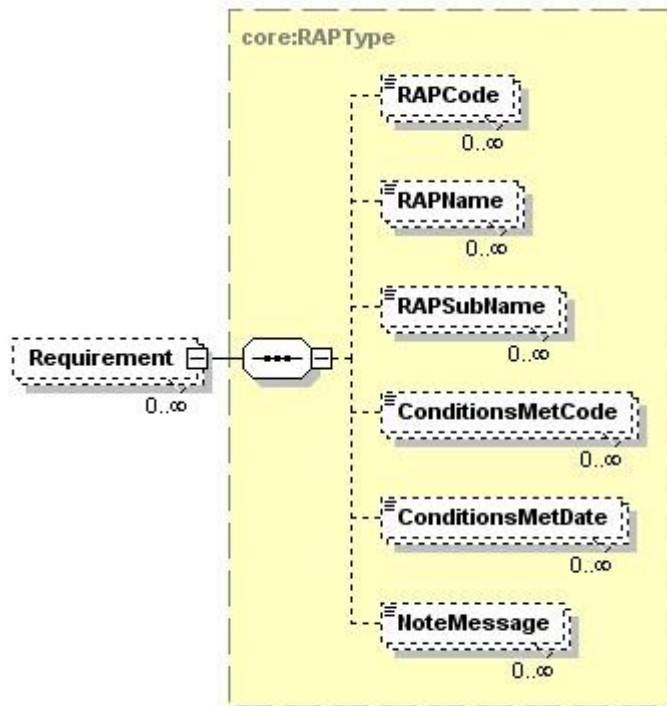 core:RAPType
RAPCode
0..∞
RAPName
0..∞
RAPSubName
0..∞
Requirement
0..∞
ConditionsMetCode
0..∞
ConditionsMetDate
0..∞
NoteMessage
0..∞